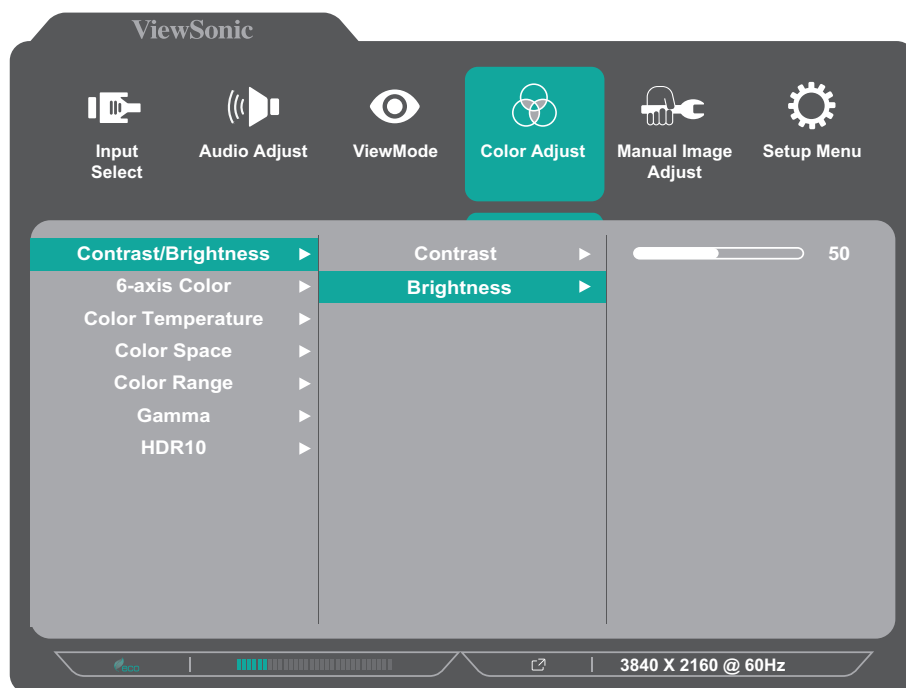 ViewSonic
Input Select
Audio Adjust
ViewMode
Color Adjust
Manual Image Adjust
Setup Menu
Contrast/Brightness
Contrast
50
6-axis Color
Brightness
Color Temperature
Color Space
Color Range
Gamma
HDR10
eco
3840 X 2160 @ 60Hz